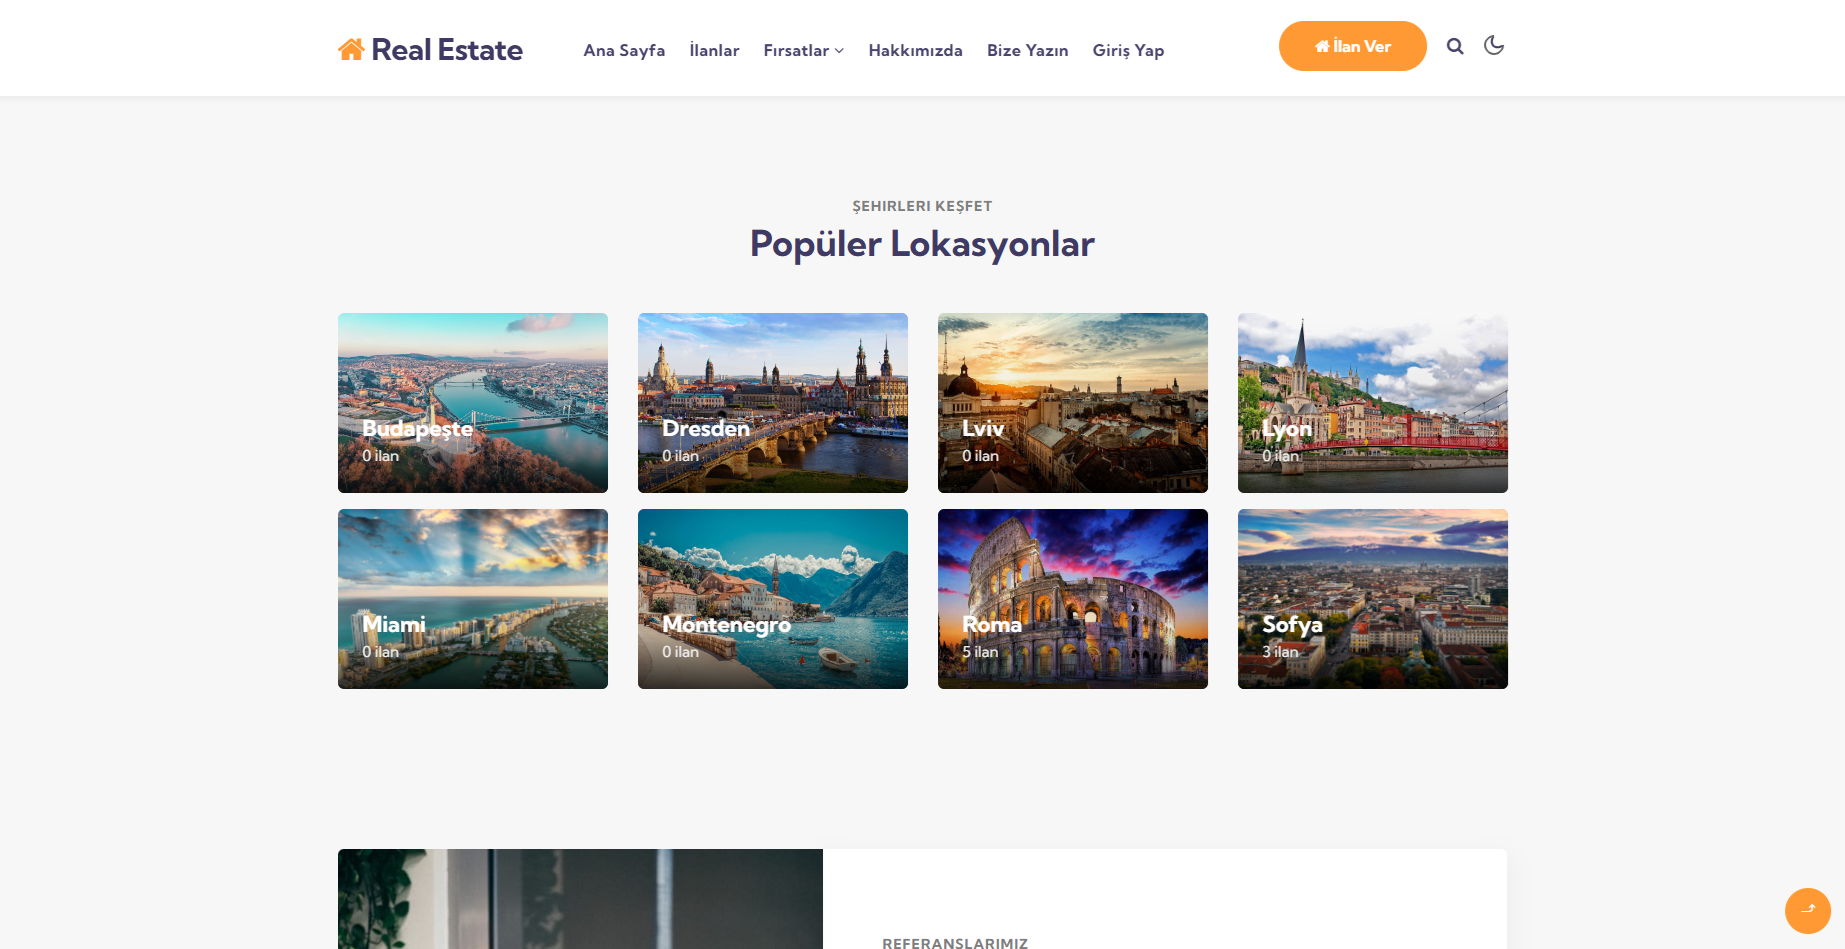 Real Estate
Ana Sayfa İlanlar Fırsatlar Hakkımızda Bize Yazın Giriş Yap
İlan Ver
ŞEHIRLERI KEŞFET
Popüler Lokasyonlar
Budapeşte
0 ilan
Dresden
0 ilan
Lviv
0 ilan
Lyon
0 ilan
Miami
0 ilan
Montenegro
0 ilan
Roma
5 ilan
Sofya
3 ilan
REFERANSLARIMIZ